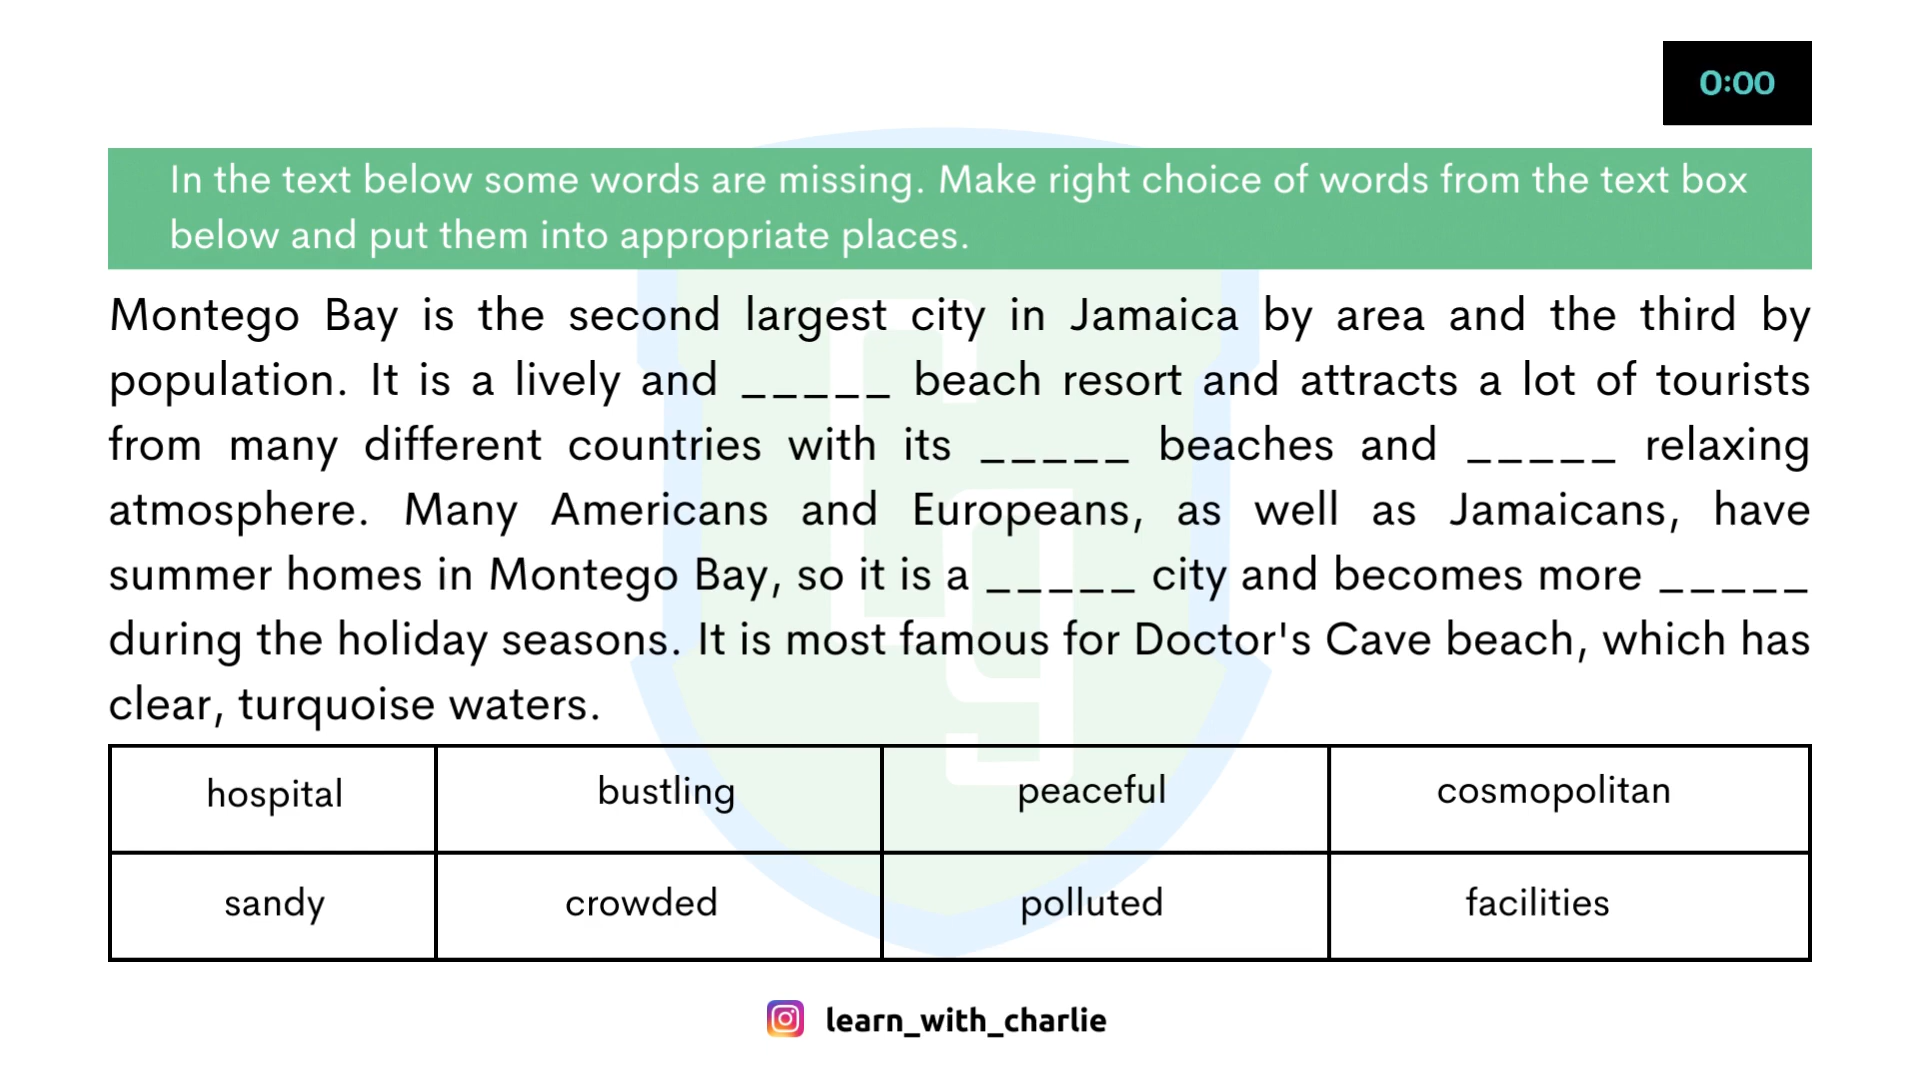 0:00
In the text below some words are missing. Make right choice of words from the text box
below and put them into appropriate places.
Montego Bay is the second largest city in Jamaica by area and the third by
population. It is a lively and _____ beach resort and attracts a lot of tourists
from many different countries with its _____ beaches and _____ relaxing
atmosphere. Many Americans and Europeans, as well as Jamaicans, have
summer homes in Montego Bay, so it is a _____ city and becomes more _____
during the holiday seasons. It is most famous for Doctor's Cave beach, which has
clear, turquoise waters.
hospital bustling peaceful cosmopolitan
sandy crowded polluted facilities
learn_with_charlie